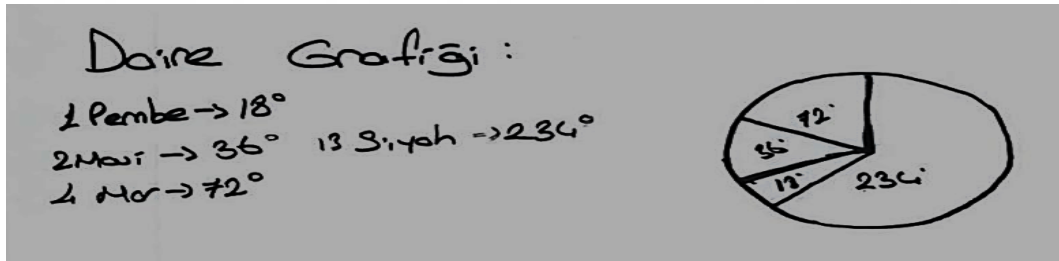 Daire Grafiği :
1 Pembe → 18°
2 Mavi → 36° 13 Siyah → 234°
4 Mor → 72°
72°
36°
18°
234°